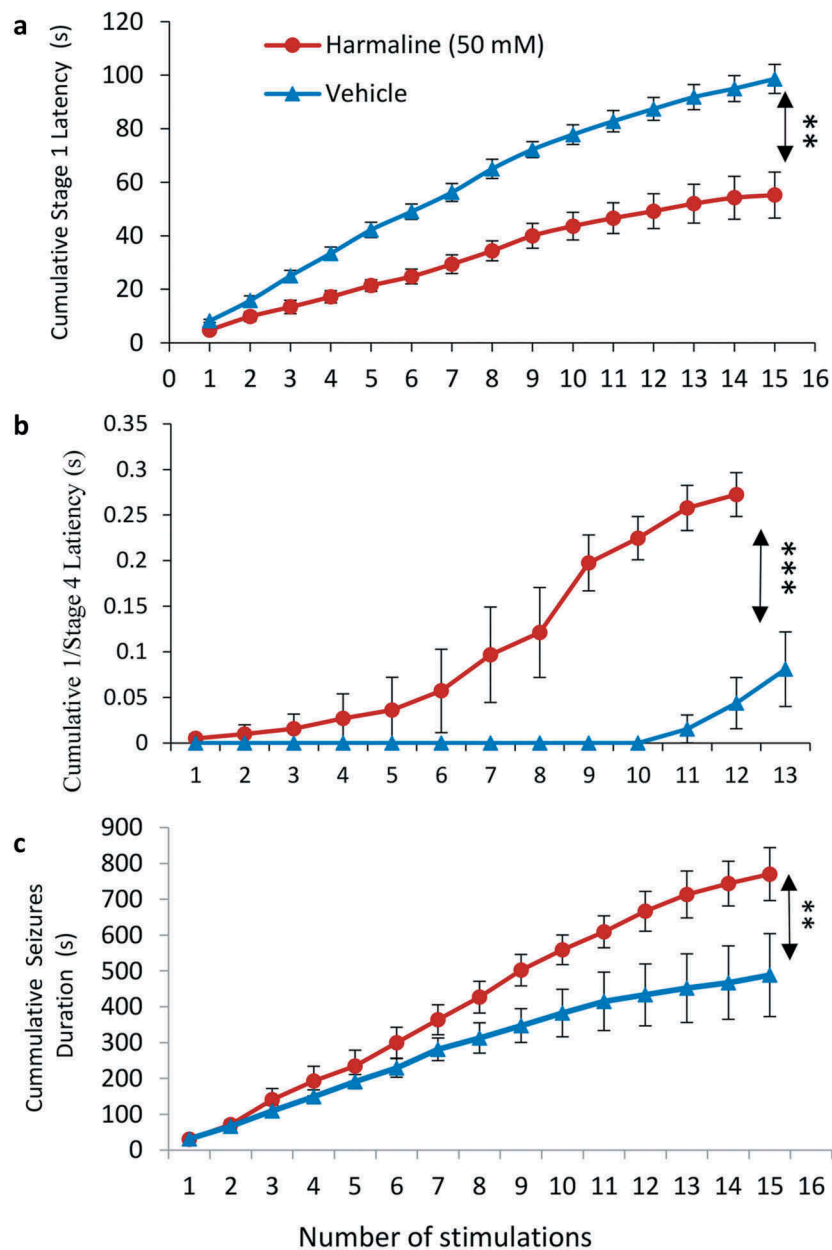 a
Cumulative Stage 1 Latency (s)
120
100
80
60
40
20
0
Harmaline (50 mM)
Vehicle
**
0 1 2 3 4 5 6 7 8 9 10 11 12 13 14 15 16
b
Cumulative 1/Stage 4 Latiency (s)
0.35
0.3
0.25
0.2
0.15
0.1
0.05
0
***
1 2 3 4 5 6 7 8 9 10 11 12 13
c
Cummulative Seizures
Duration (s)
900
800
700
600
500
400
300
200
100
0
**
1 2 3 4 5 6 7 8 9 10 11 12 13 14 15 16
Number of stimulations